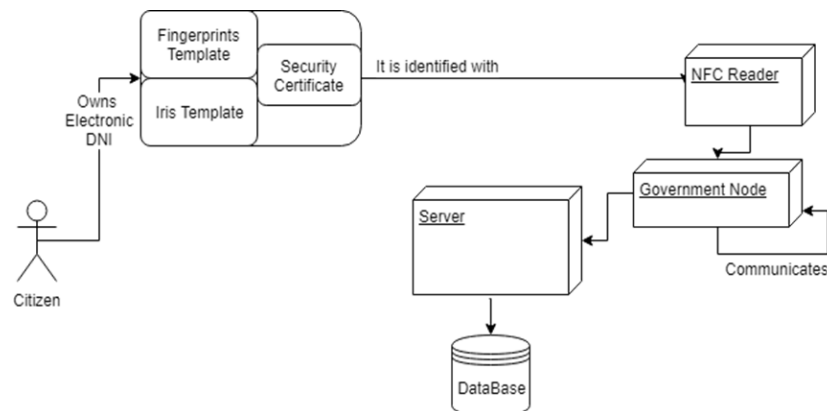 Fingerprints
Template
Security
Certificate
Iris Template
It is identified with
NFC Reader
Owns
Electronic
DNI
Government Node
Server
Communicates
Citizen
DataBase